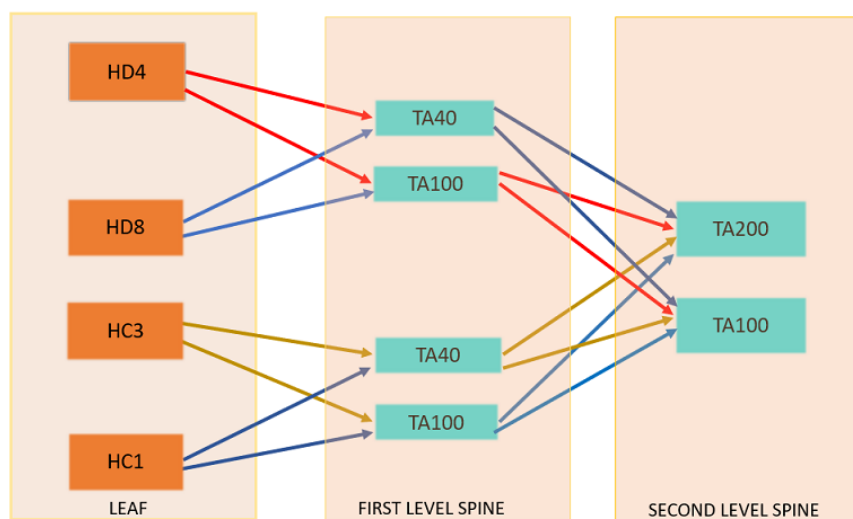 HD4
HD8
HC3
HC1
LEAF
TA40
TA100
TA40
TA100
FIRST LEVEL SPINE
TA200
TA100
SECOND LEVEL SPINE